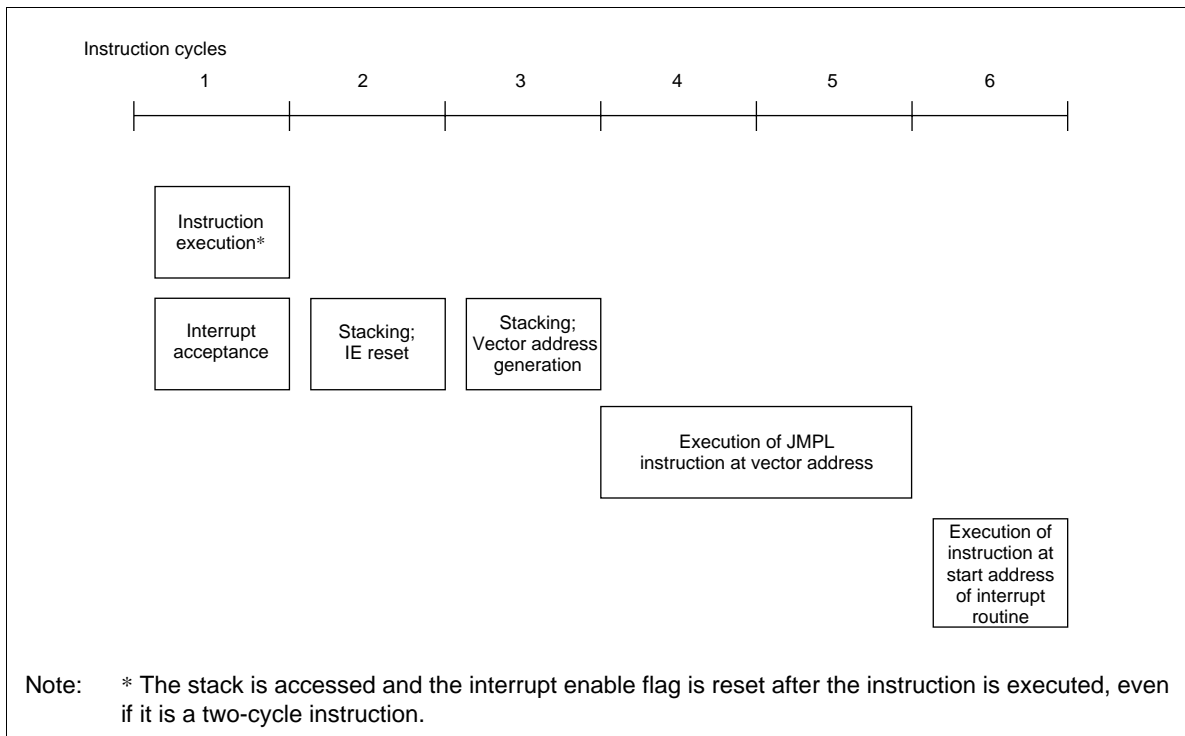 Instruction cycles
1 2 3 4 5 6
Instruction
execution*
Interrupt
acceptance
Stacking;
IE reset
Stacking;
Vector address
generation
Execution of JMPL
instruction at vector address
Execution of
instruction at
start address
of interrupt
routine
Note: * The stack is accessed and the interrupt enable flag is reset after the instruction is executed, even
if it is a two-cycle instruction.